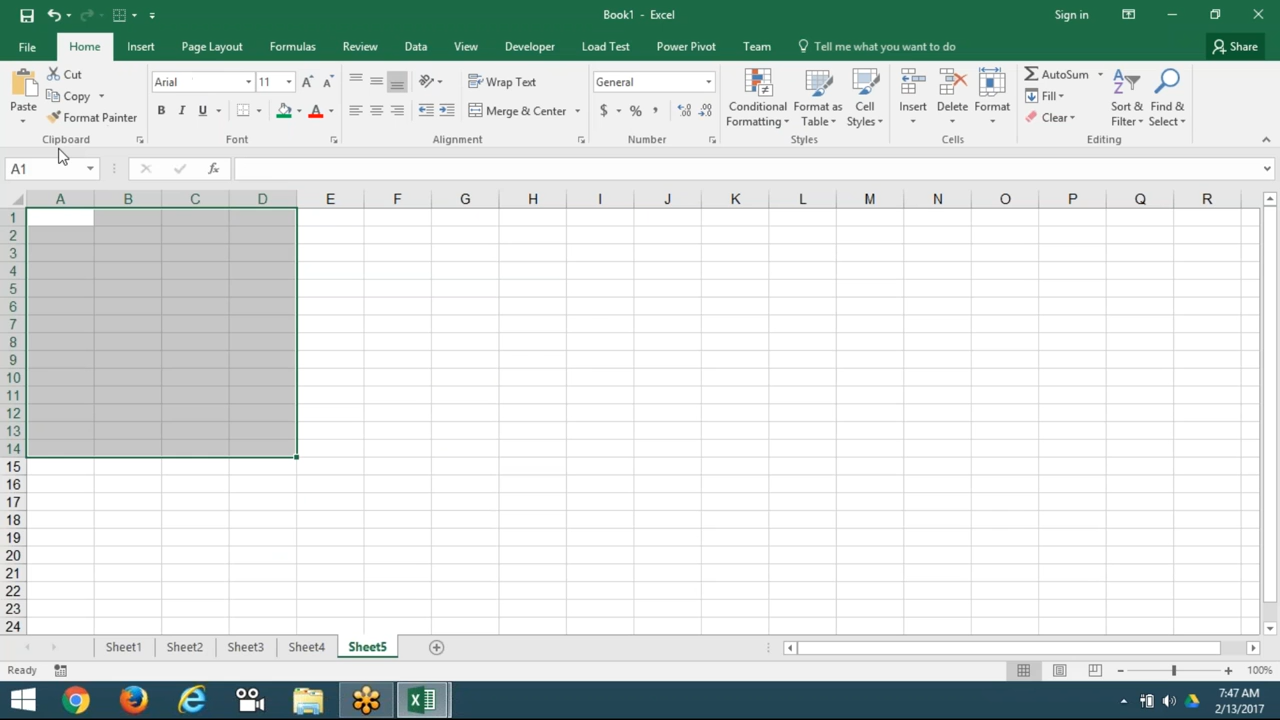 Book1 - Excel
Sign in
File Home Insert Page Layout Formulas Review Data View Developer Load Test Power Pivot Team Tell me what you want to do Share
Paste
Cut
Copy
Format Painter
Clipboard
Arial 11
B I U A
Font
Wrap Text
Merge & Center
Alignment
General
$ % ,
Number
Conditional Formatting
Format as Table
Cell Styles
Styles
Insert
Delete
Format
Cells
AutoSum
Fill
Clear
Sort & Filter
Find & Select
Editing
A1 fx
A B C D E F G H I J K L M N O P Q R
1
2
3
4
5
6
7
8
9
10
11
12
13
14
15
16
17
18
19
20
21
22
23
24
Sheet1 Sheet2 Sheet3 Sheet4 Sheet5
Ready 100%
7:47 AM
2/13/2017